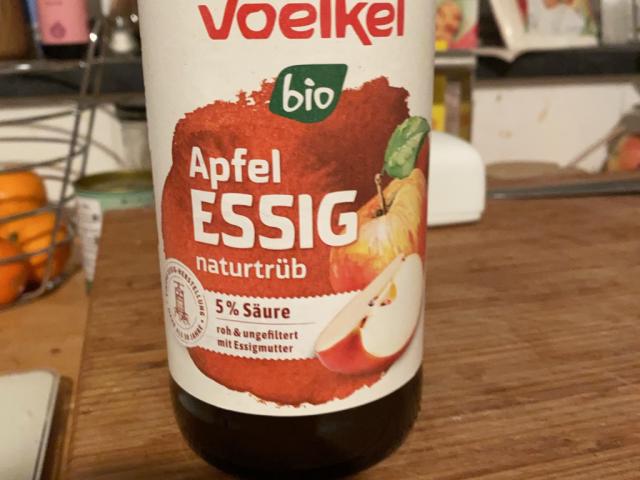 Voelkel
bio
Apfel
ESSIG
naturtrüb
5% Säure
roh & ungefiltert
mit Essigmutter